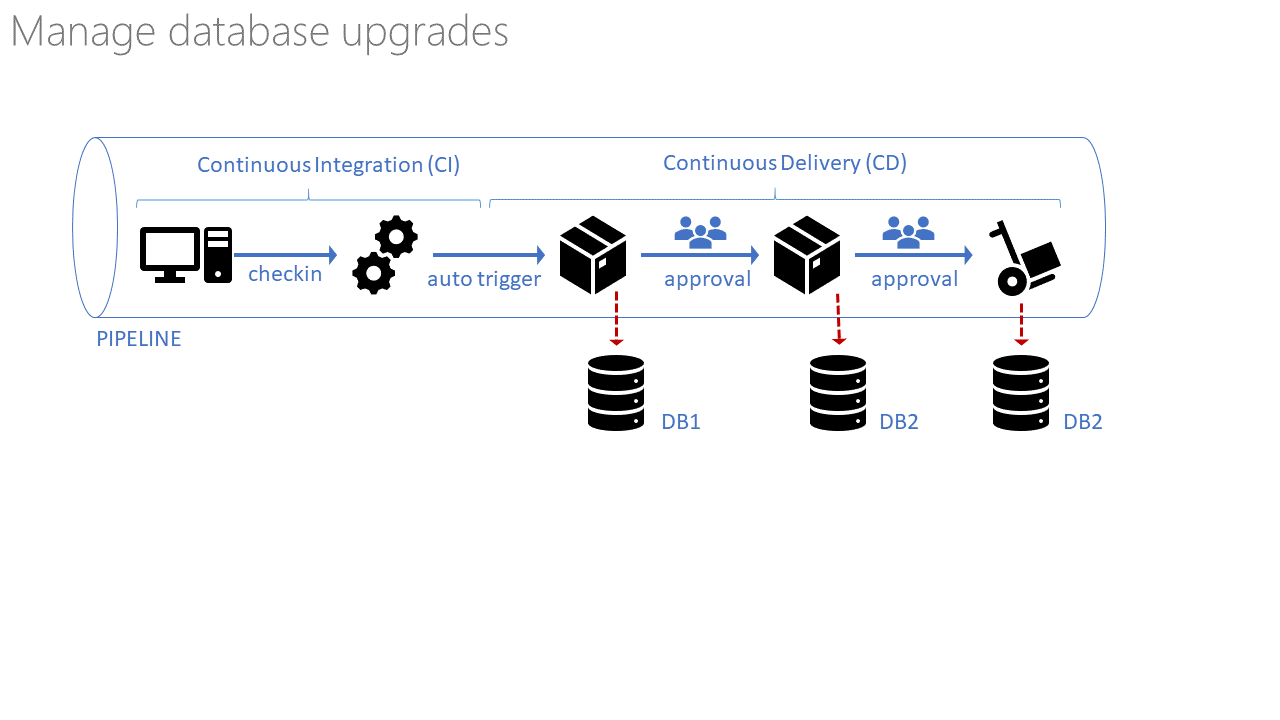 Manage database upgrades
Continuous Integration (CI)
Continuous Delivery (CD)
checkin
auto trigger
approval
approval
PIPELINE
DB1
DB2
DB2